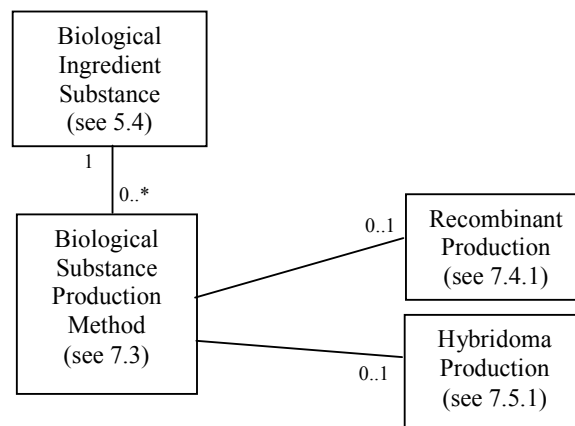 Biological
Ingredient
Substance
(see 5.4)
1
0..*
Biological
Substance
Production
Method
(see 7.3)
0..1
Recombinant
Production
(see 7.4.1)
0..1
Hybridoma
Production
(see 7.5.1)